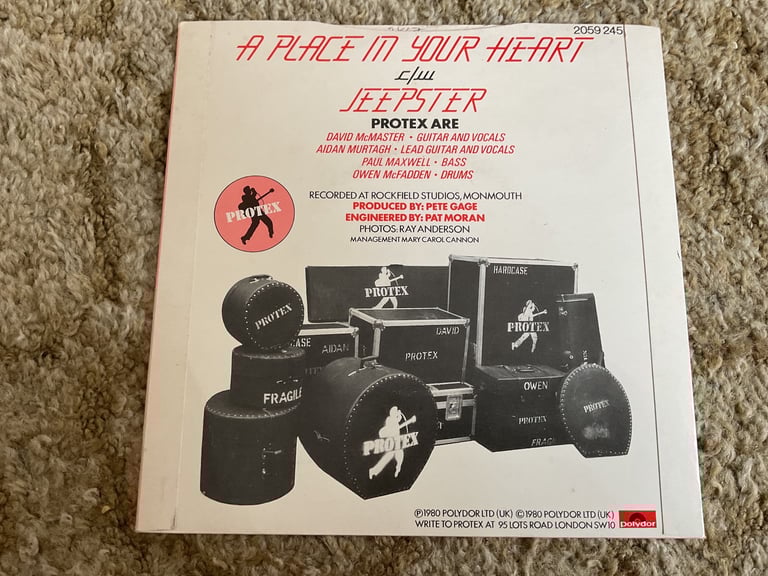 2059 245
A PLACE IN YOUR HEART
c/w
JEEPSTER
PROTEX ARE
DAVID McMASTER · GUITAR AND VOCALS
AIDAN MURTAGH · LEAD GUITAR AND VOCALS
PAUL MAXWELL · BASS
OWEN McFADDEN · DRUMS
PROTEX
RECORDED AT ROCKFIELD STUDIOS, MONMOUTH
PRODUCED BY: PETE GAGE
ENGINEERED BY: PAT MORAN
PHOTOS: RAY ANDERSON
MANAGEMENT MARY CAROL CANNON
HARDCASE
PROTEX
PROTEX
PROTEX
DAVID
CASE
AIDAN
PROTEX
FRAGILE
OWEN
PROTEX
PROTEX
PROTEX
FRAG
Ⓟ1980 POLYDOR LTD (UK) ©1980 POLYDOR LTD (UK)
WRITE TO PROTEX AT 95 LOTS ROAD LONDON SW10
Polydor